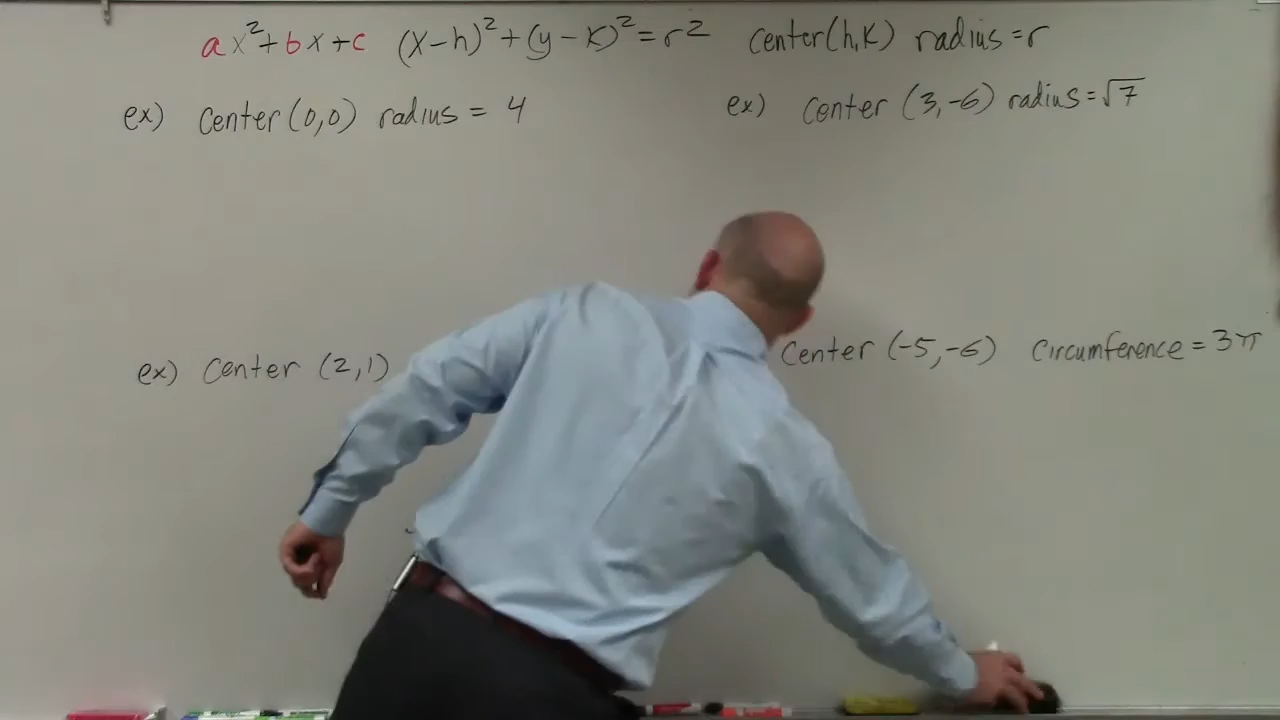 ax²+bx+c (x-h)²+(y-k)²=r² center(h,k) radius=r
ex) center(0,0) radius = 4
ex) center (3,-6) radius=√7
ex) center (2,1)
center (-5,-6) circumference=3π